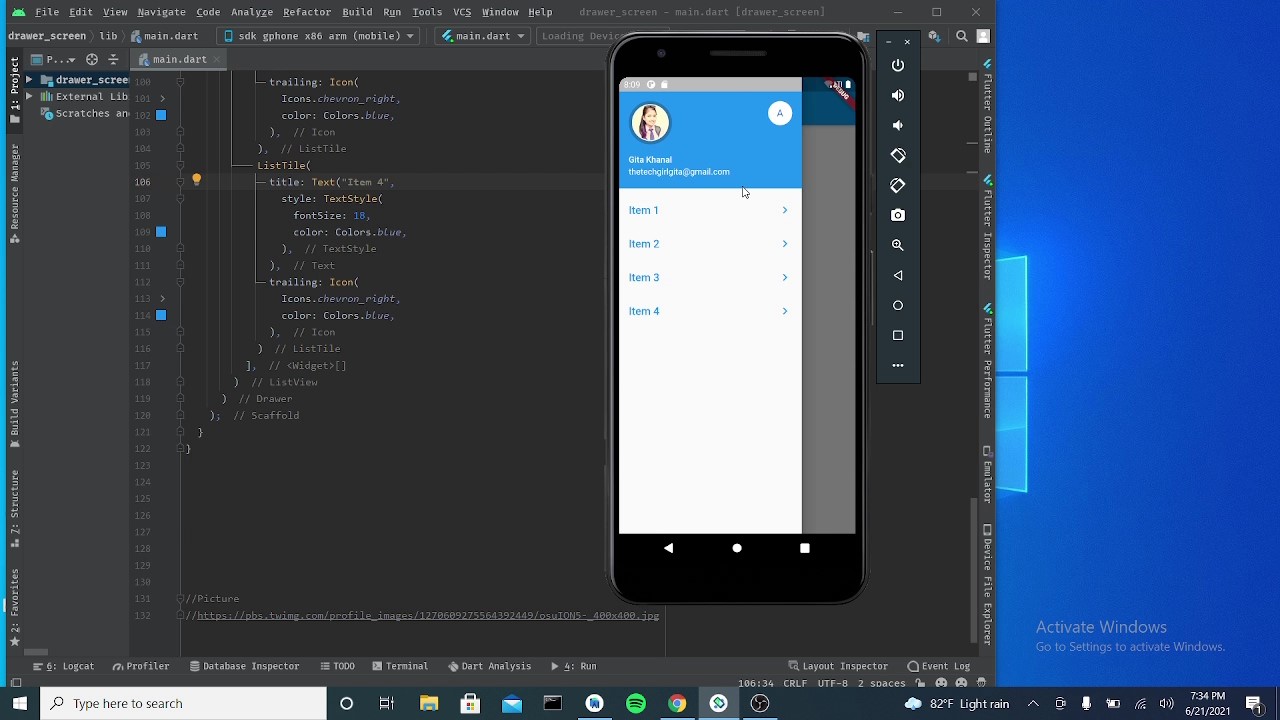 File Edit View Navigate Code Analyze Refactor Build Run Tools VCS Window Help drawer_screen - main.dart [drawer_screen]
drawer_screen lib main.dart sdk gphone x86 arm (mobile) main.dart Loading Devic
P... main.dart
drawer_scree
External Lib
Scratches an
1: Project
Resource Manager
Build Variants
Z: Structure
2: Favorites
100 trailing: Icon(
101 Icons.chevron_right,
102 color: Colors.blue,
103 ), // Icon
104 ), // ListTile
105 ListTile(
106 title: Text("Item 4",
107 style: TextStyle(
108 fontSize: 18,
109 color: Colors.blue,
110 ), // TextStyle
111 ), // Text
112 trailing: Icon(
113 Icons.chevron_right,
114 color: Colors.blue,
115 ), // Icon
116 ) // ListTile
117 ], // <Widget>[]
118 ) // ListView
119 ) // Drawer
120 ); // Scaffold
121 }
122 }
123
124
125
126
127
128
129
130
131 //Picture
132 //https://pbs.twimg.com/profile_images/1270609275564392449/osuION5-_400x400.jpg
8:09
A
Gita Khanal
thetechgirlgita@gmail.com
Item 1
Item 2
Item 3
Item 4
Flutter Outline
Flutter Inspector
Flutter Performance
Emulator
Device File Explorer
Activate Windows
Go to Settings to activate Windows.
6: Logcat Profiler Database Inspector TODO Terminal Dart Analysis 4: Run Layout Inspector Event Log
106:34 CRLF UTF-8 2 spaces
Type here to search
82°F Light rain
7:34 PM
6/21/2021